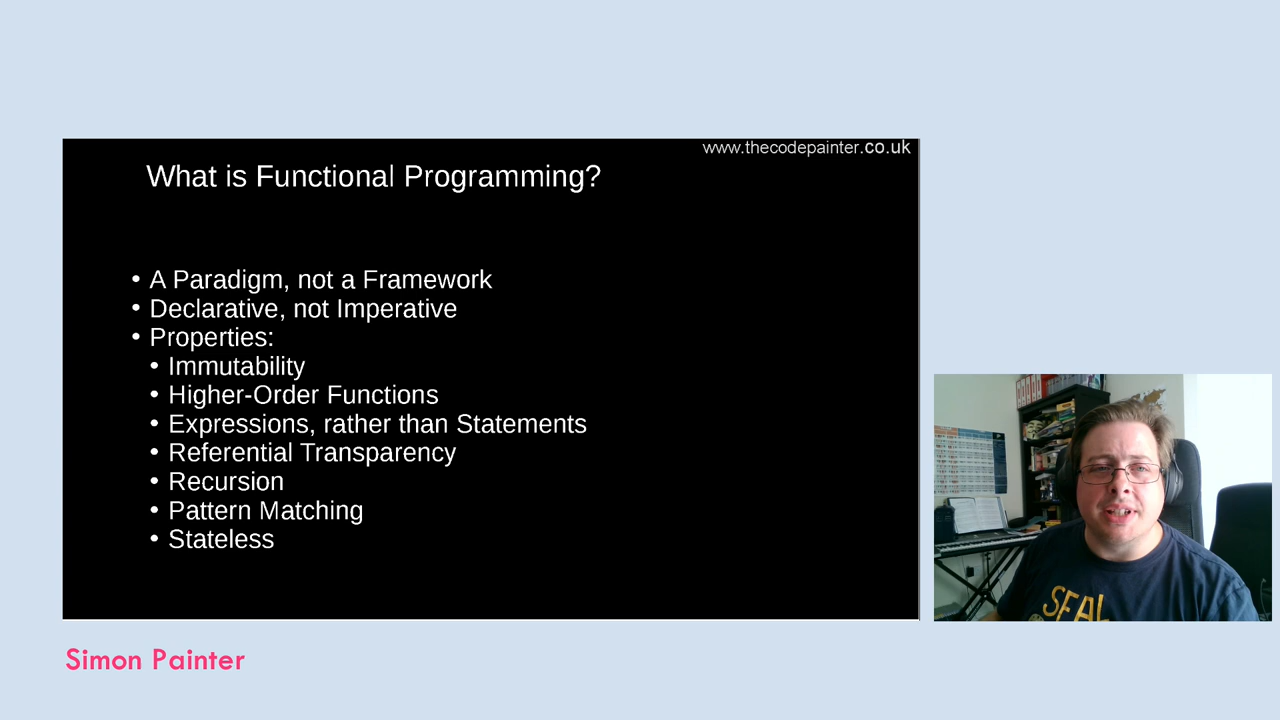 www.thecodepainter.co.uk
What is Functional Programming?
• A Paradigm, not a Framework
• Declarative, not Imperative
• Properties:
• Immutability
• Higher-Order Functions
• Expressions, rather than Statements
• Referential Transparency
• Recursion
• Pattern Matching
• Stateless
SEAL
Simon Painter